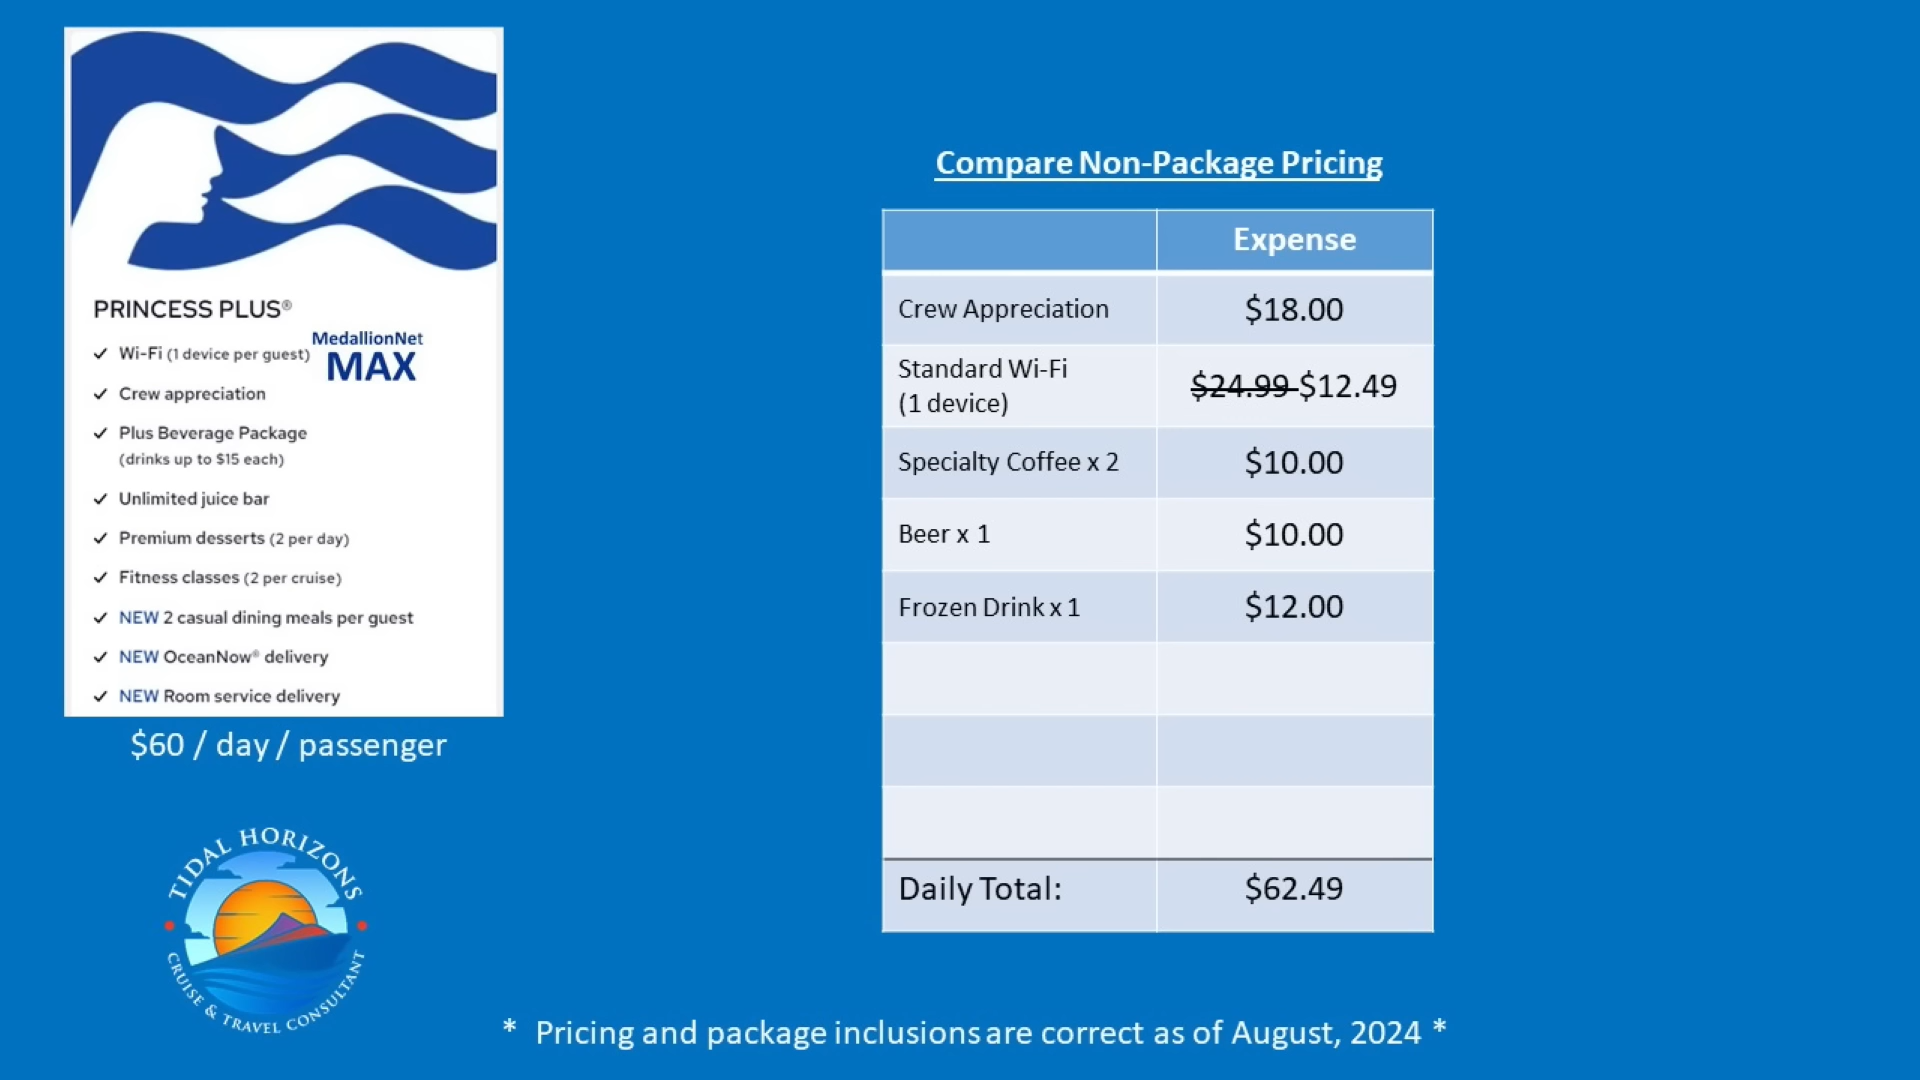 PRINCESS PLUS®
✓ Wi-Fi (1 device per guest)
MedallionNet
MAX
✓ Crew appreciation
✓ Plus Beverage Package
(drinks up to $15 each)
✓ Unlimited juice bar
✓ Premium desserts (2 per day)
✓ Fitness classes (2 per cruise)
✓ NEW 2 casual dining meals per guest
✓ NEW OceanNow® delivery
✓ NEW Room service delivery
$60 / day / passenger
TIDAL HORIZONS
CRUISE & TRAVEL CONSULTANT
Compare Non-Package Pricing
Expense
Crew Appreciation $18.00
Standard Wi-Fi
(1 device) $24.99 $12.49
Specialty Coffee x 2 $10.00
Beer x 1 $10.00
Frozen Drink x 1 $12.00
Daily Total: $62.49
* Pricing and package inclusions are correct as of August, 2024 *